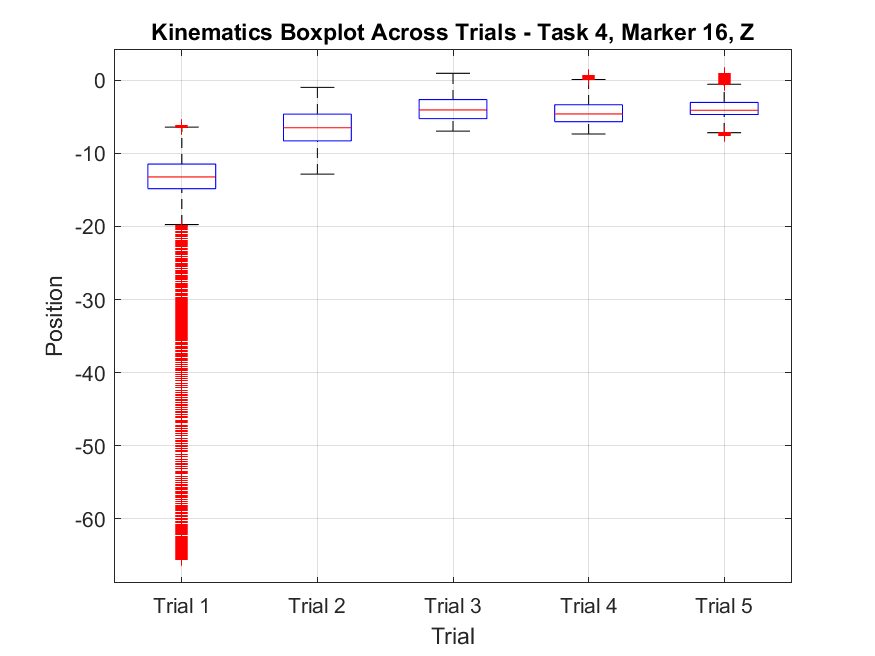 Kinematics Boxplot Across Trials - Task 4, Marker 16, Z
0
-10
-20
-30
-40
-50
-60
Position
Trial 1 Trial 2 Trial 3 Trial 4 Trial 5
Trial